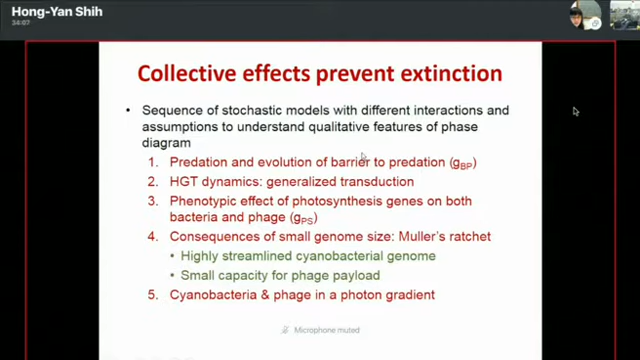 Hong-Yan Shih
34:07
Collective effects prevent extinction
• Sequence of stochastic models with different interactions and
assumptions to understand qualitative features of phase
diagram
1. Predation and evolution of barrier to predation (gBP)
2. HGT dynamics: generalized transduction
3. Phenotypic effect of photosynthesis genes on both
bacteria and phage (gPS)
4. Consequences of small genome size: Muller's ratchet
• Highly streamlined cyanobacterial genome
• Small capacity for phage payload
5. Cyanobacteria & phage in a photon gradient
Microphone muted